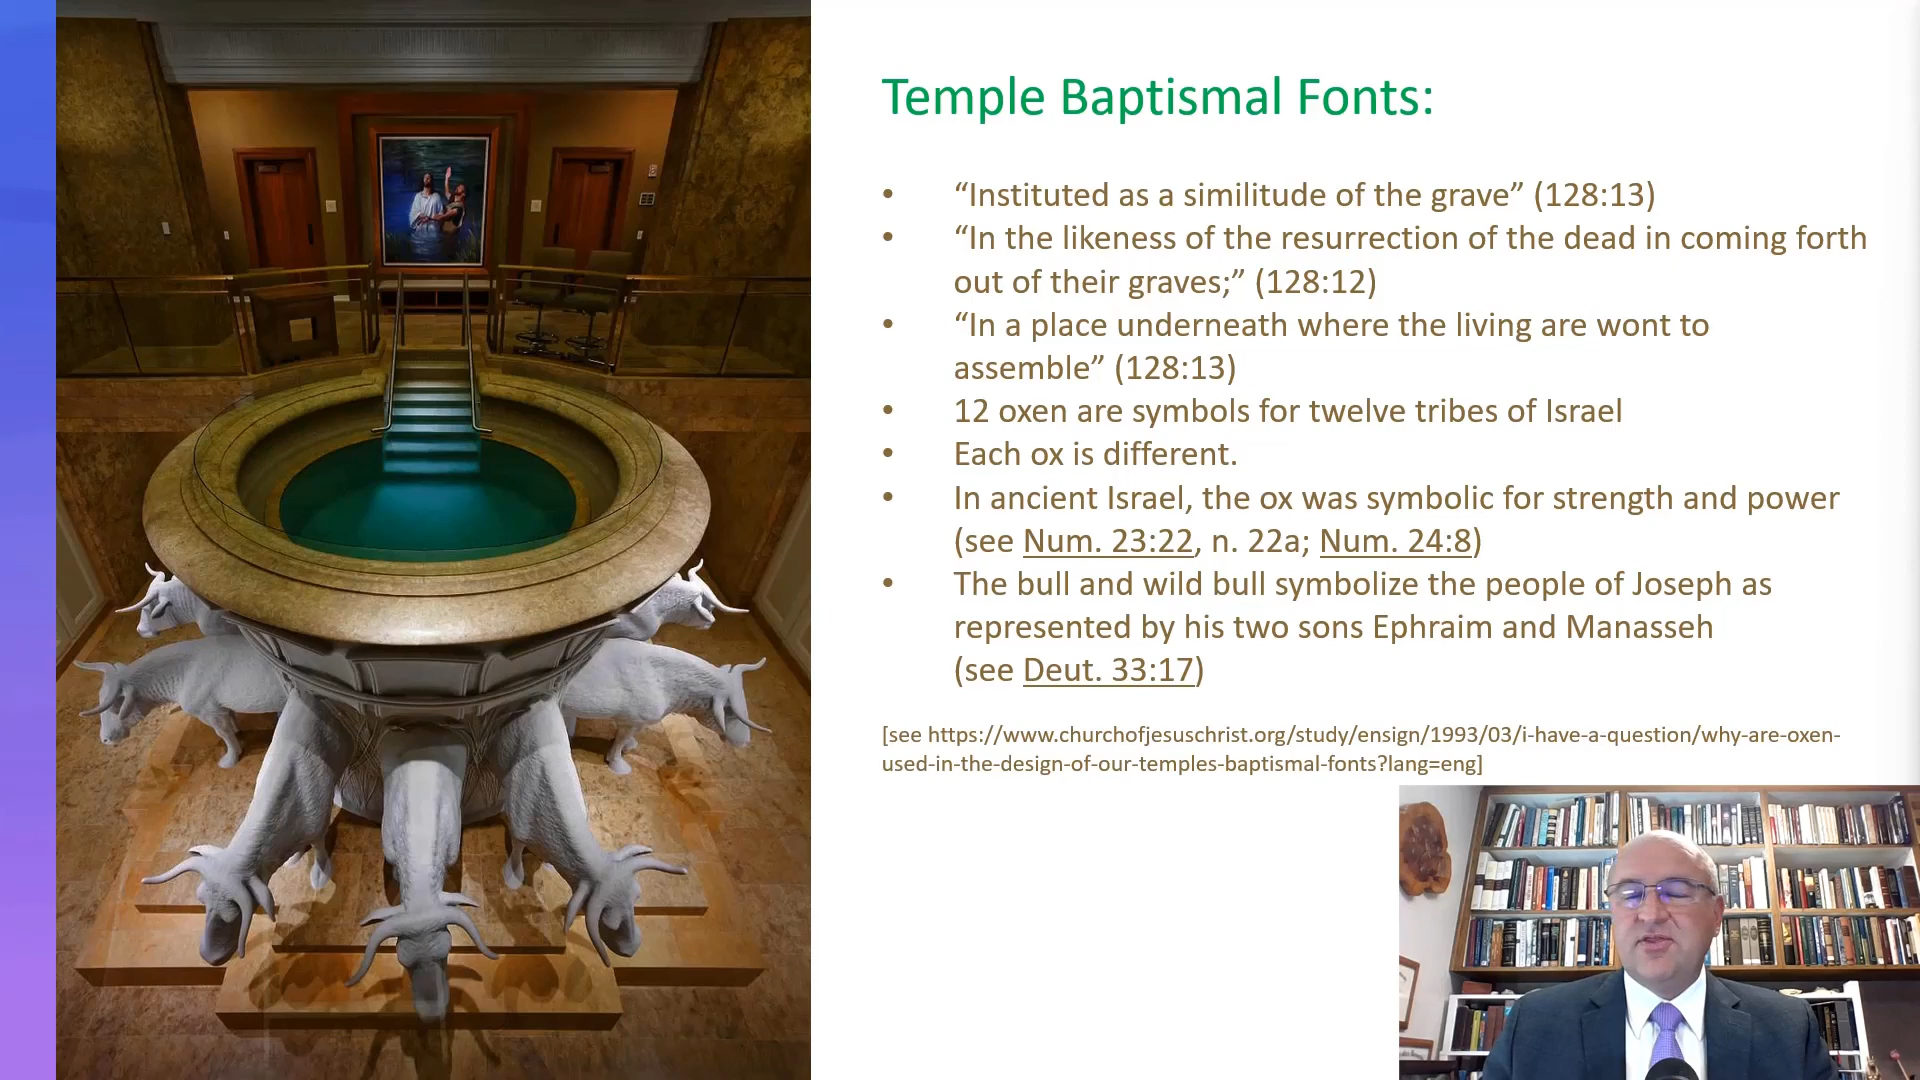 Temple Baptismal Fonts:
• “Instituted as a similitude of the grave” (128:13)
• “In the likeness of the resurrection of the dead in coming forth
out of their graves;” (128:12)
• “In a place underneath where the living are wont to
assemble” (128:13)
• 12 oxen are symbols for twelve tribes of Israel
• Each ox is different.
• In ancient Israel, the ox was symbolic for strength and power
(see Num. 23:22, n. 22a; Num. 24:8)
• The bull and wild bull symbolize the people of Joseph as
represented by his two sons Ephraim and Manasseh
(see Deut. 33:17)
[see https://www.churchofjesuschrist.org/study/ensign/1993/03/i-have-a-question/why-are-oxen-
used-in-the-design-of-our-temples-baptismal-fonts?lang=eng]